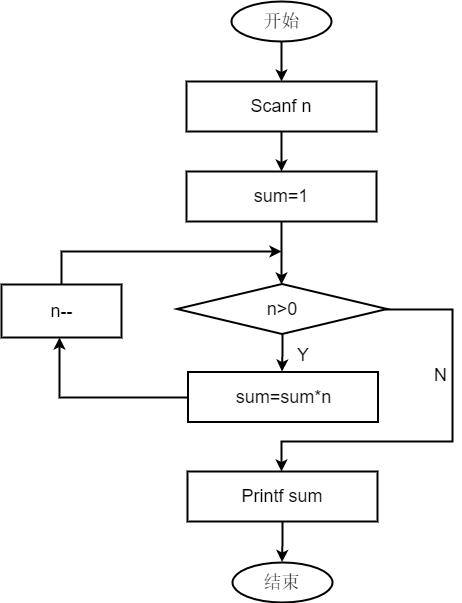 开始
Scanf n
sum=1
n--
n>0
Y
N
sum=sum*n
Printf sum
结束